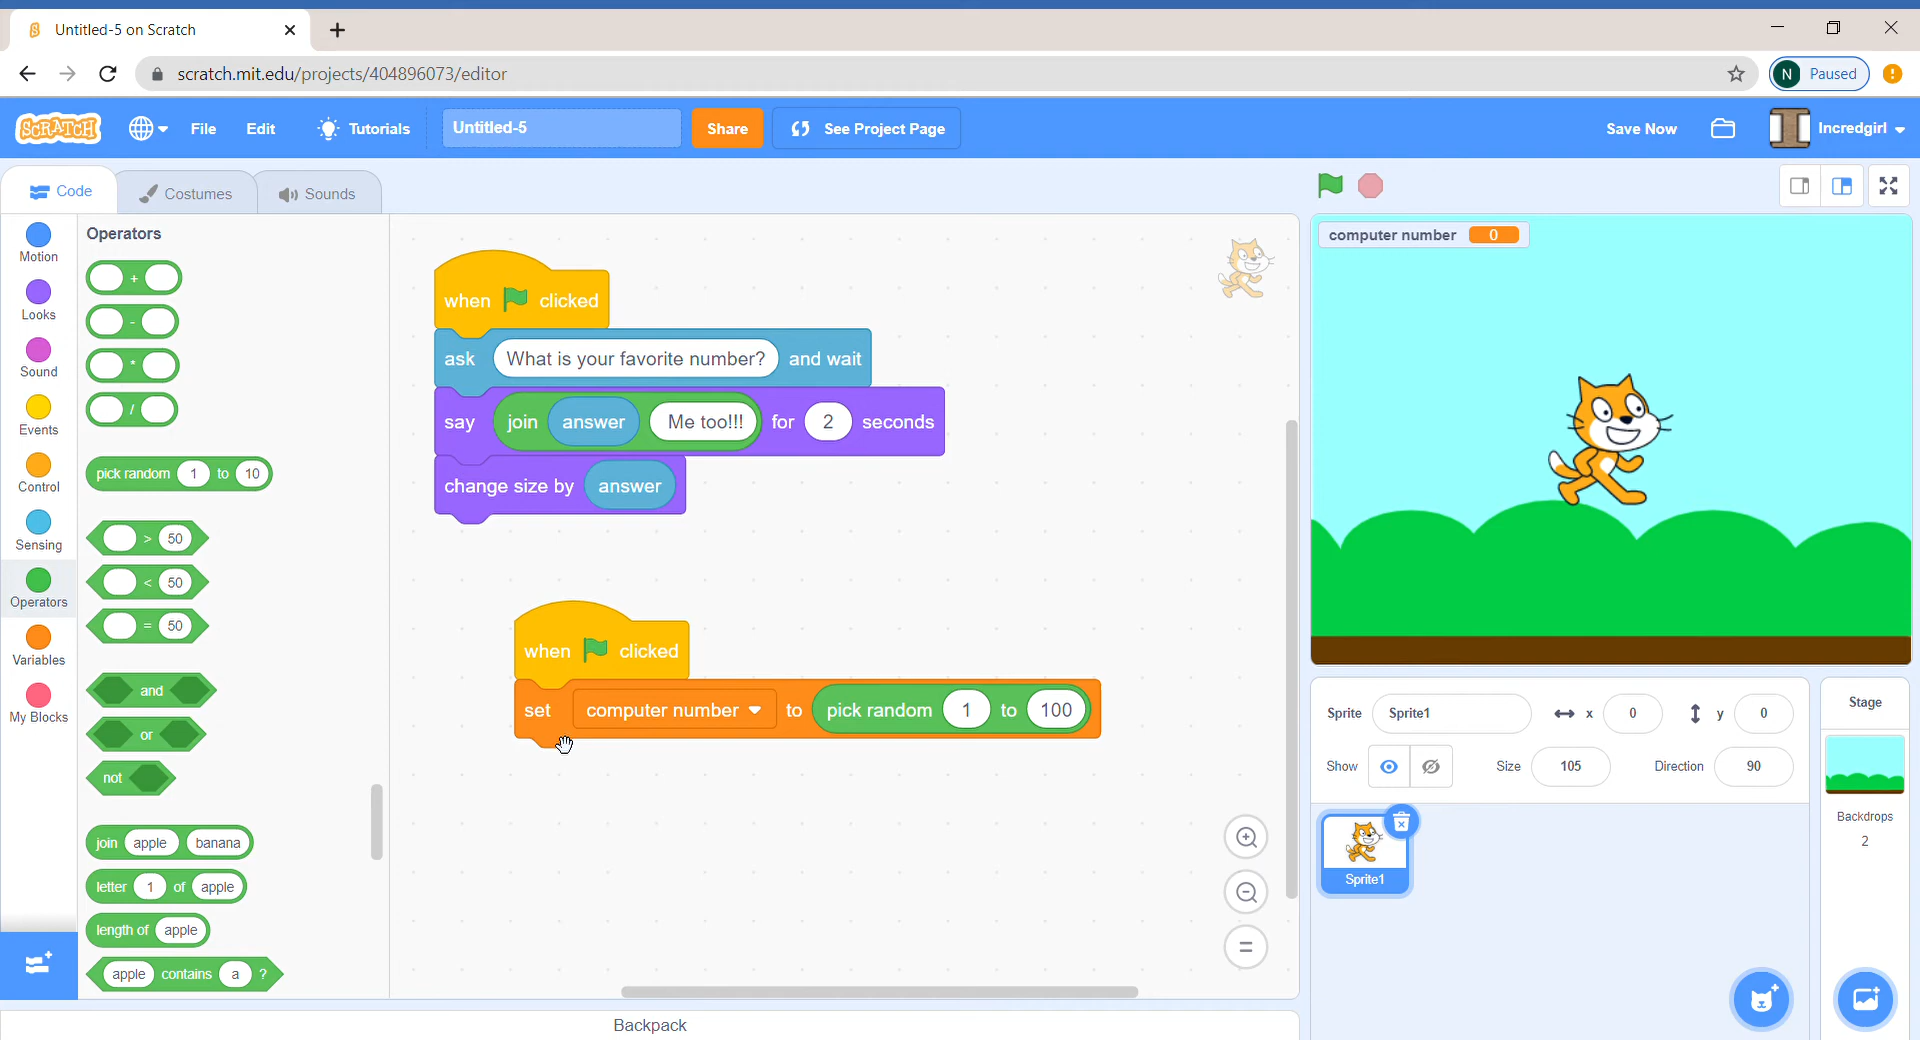 Untitled-5 on Scratch
scratch.mit.edu/projects/404896073/editor
N Paused
SCRATCH File Edit Tutorials Untitled-5 Share See Project Page Save Now Incredgirl
Code Costumes Sounds
Motion
Looks
Sound
Events
Control
Sensing
Operators
Variables
My Blocks
Operators
+
-
*
/
pick random 1 to 10
> 50
< 50
= 50
and
or
not
join apple banana
letter 1 of apple
length of apple
apple contains a ?
when clicked
ask What is your favorite number? and wait
say join answer Me too!!! for 2 seconds
change size by answer
when clicked
set computer number to pick random 1 to 100
Backpack
computer number 0
Sprite Sprite1 x 0 y 0
Show Size 105 Direction 90
Sprite1
Stage
Backdrops
2